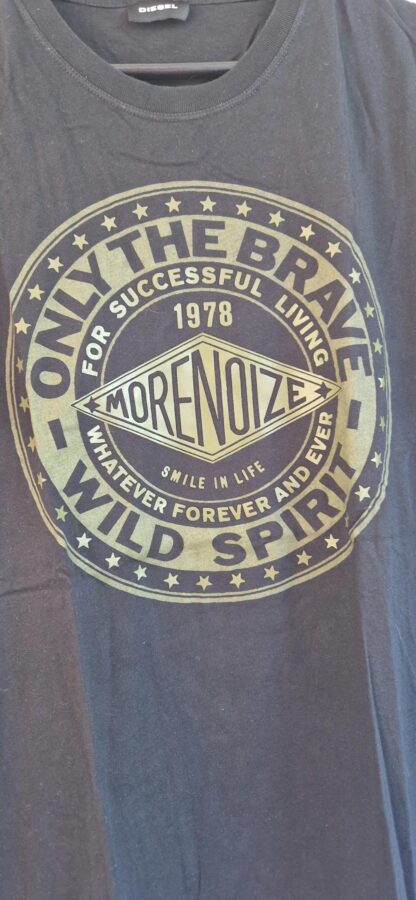 DIESEL
ONLY THE BRAVE
FOR SUCCESSFUL LIVING
1978
MORENOIZE
SMILE IN LIFE
WHATEVER FOREVER AND EVER
WILD SPIRIT